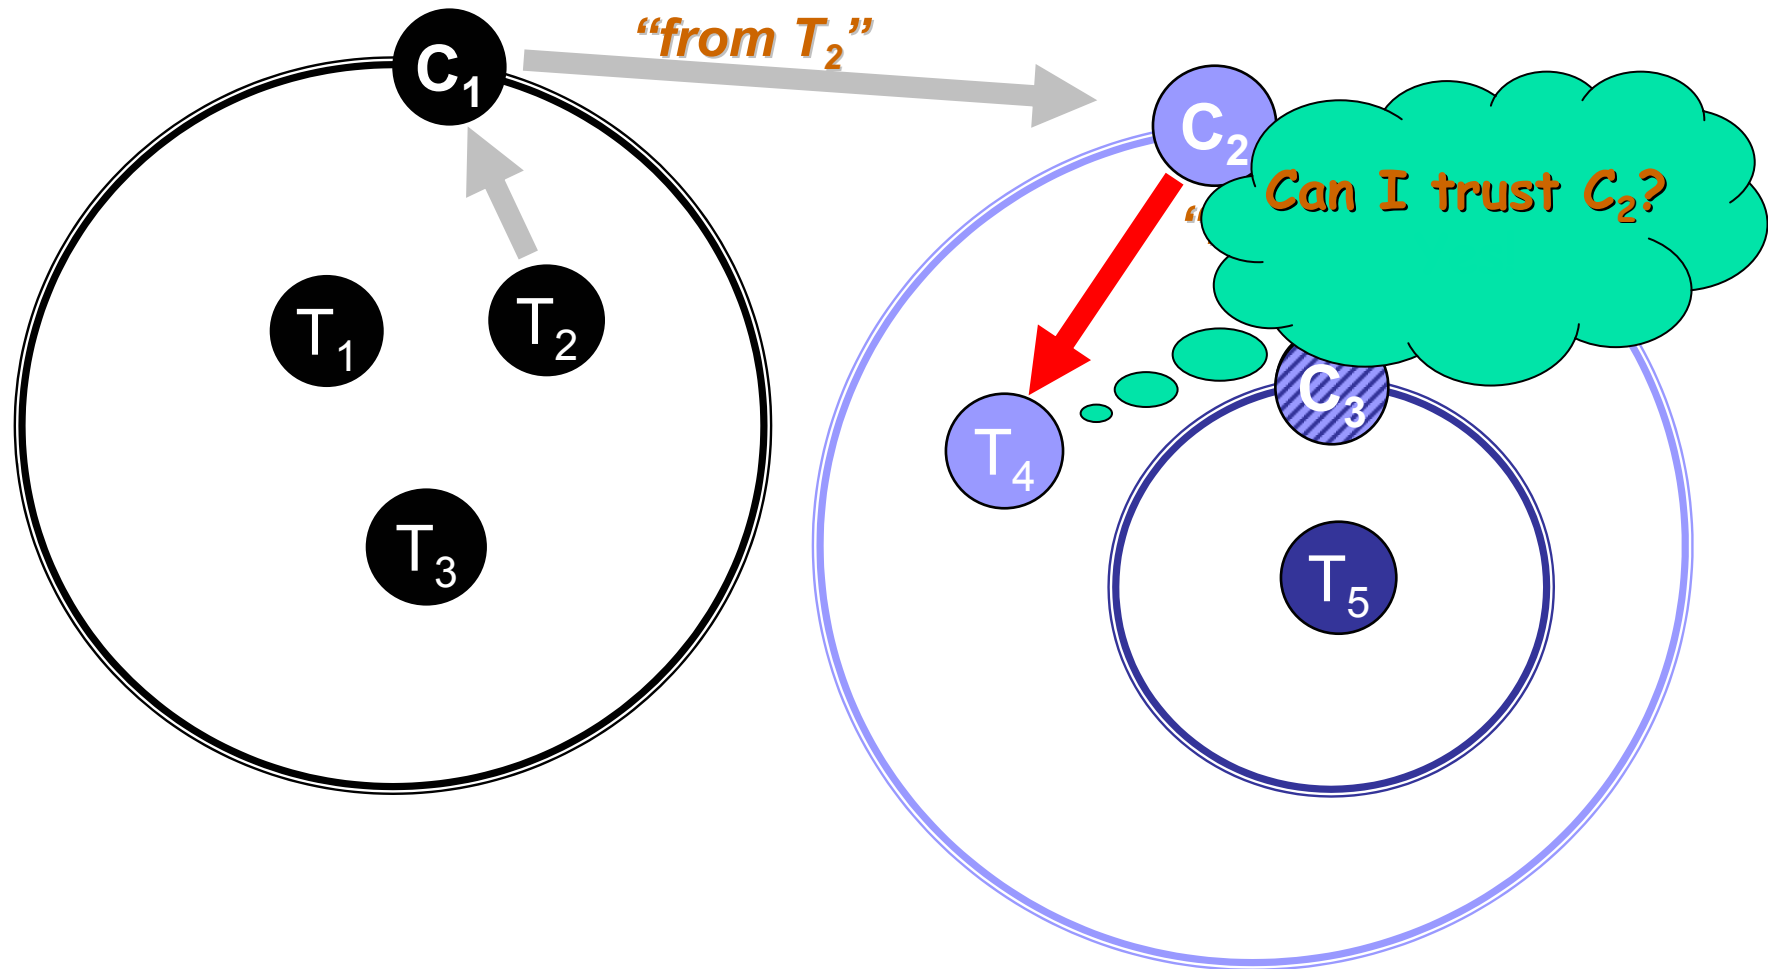 “from T₂”
C₁
C₂
Can I trust C₂?
“
T₁
T₂
C₃
T₄
T₃
T₅